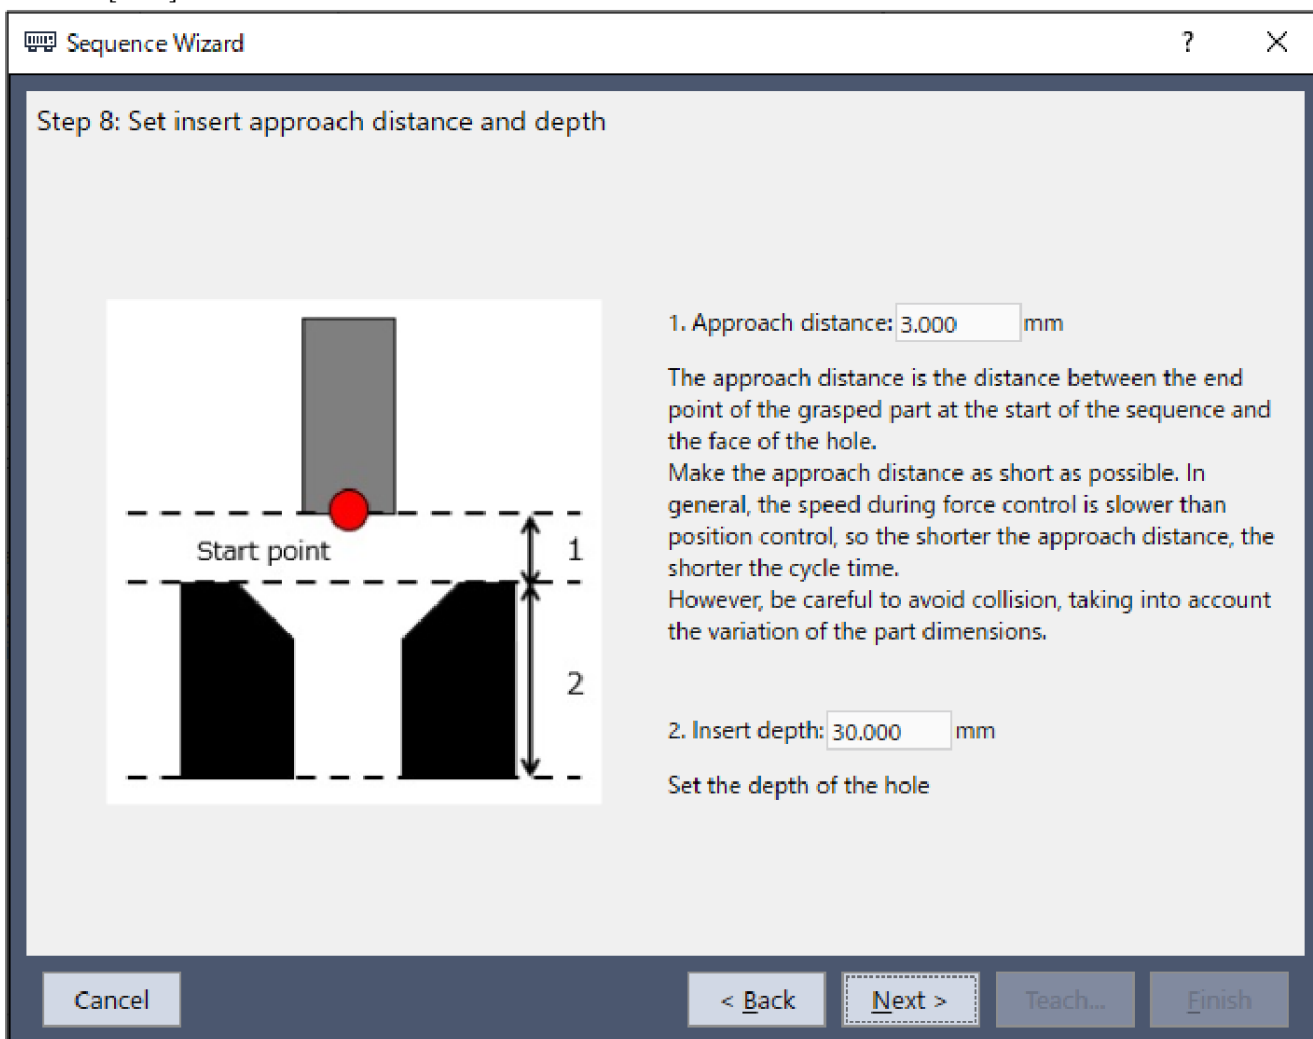 Sequence Wizard
?
Step 8: Set insert approach distance and depth
Start point
1
2
1. Approach distance: 3.000 mm
The approach distance is the distance between the end
point of the grasped part at the start of the sequence and
the face of the hole.
Make the approach distance as short as possible. In
general, the speed during force control is slower than
position control, so the shorter the approach distance, the
shorter the cycle time.
However, be careful to avoid collision, taking into account
the variation of the part dimensions.
2. Insert depth: 30.000 mm
Set the depth of the hole
Cancel
< Back
Next >
Teach...
Finish